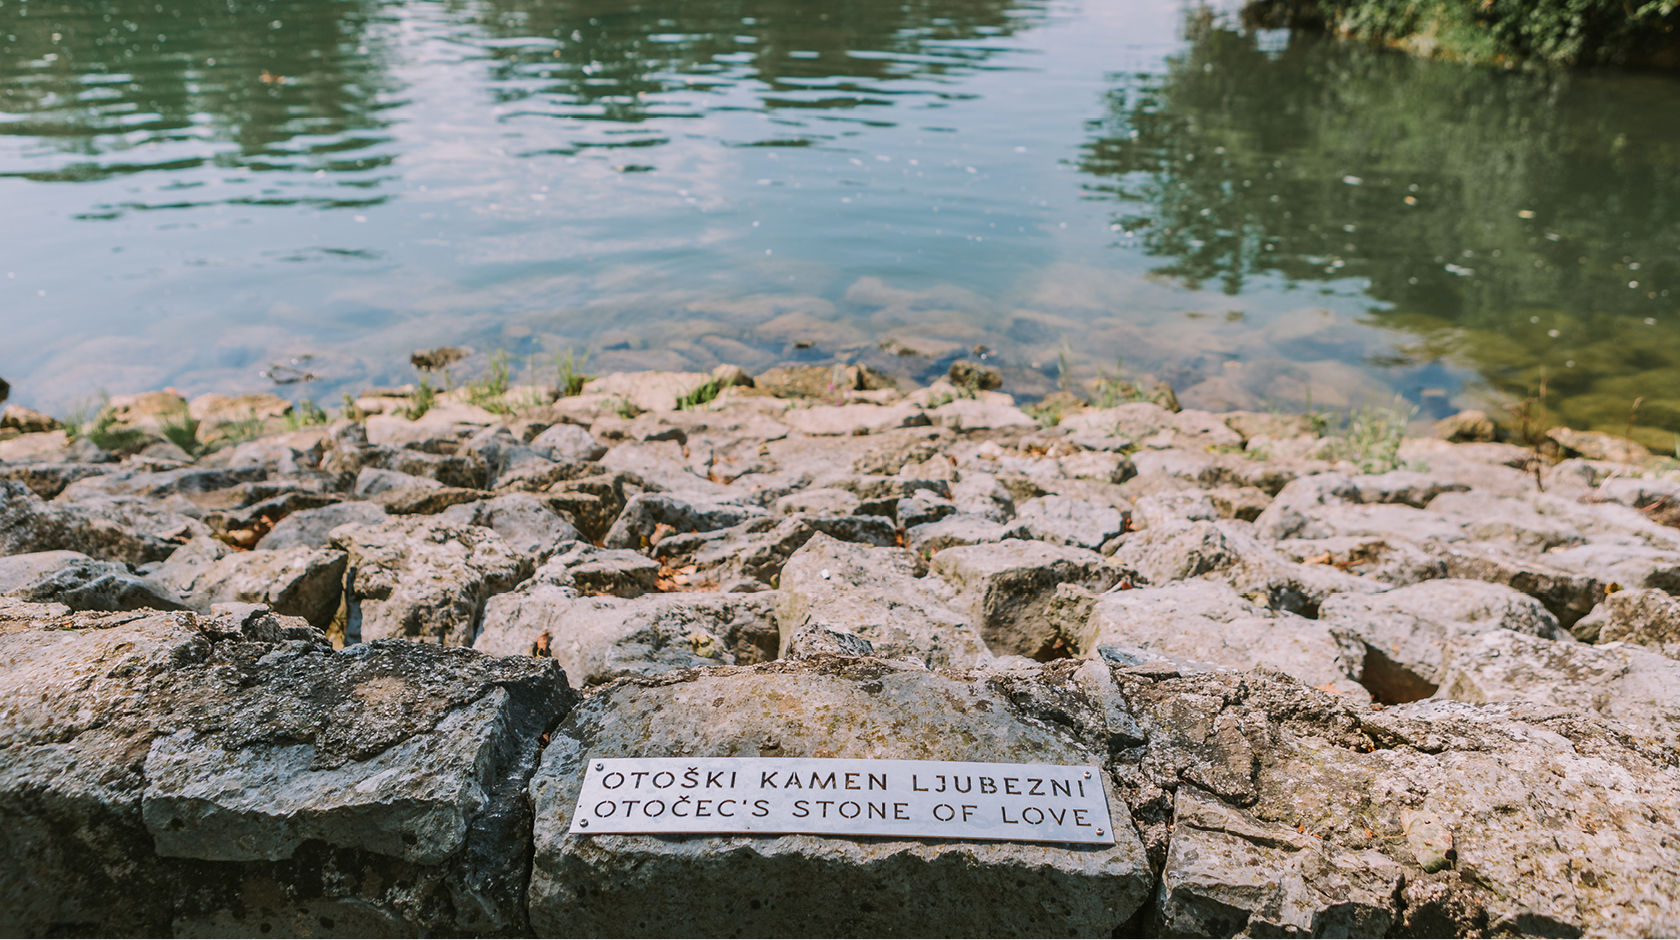 OTOŠKI KAMEN LJUBEZNI
OTOČEC'S STONE OF LOVE